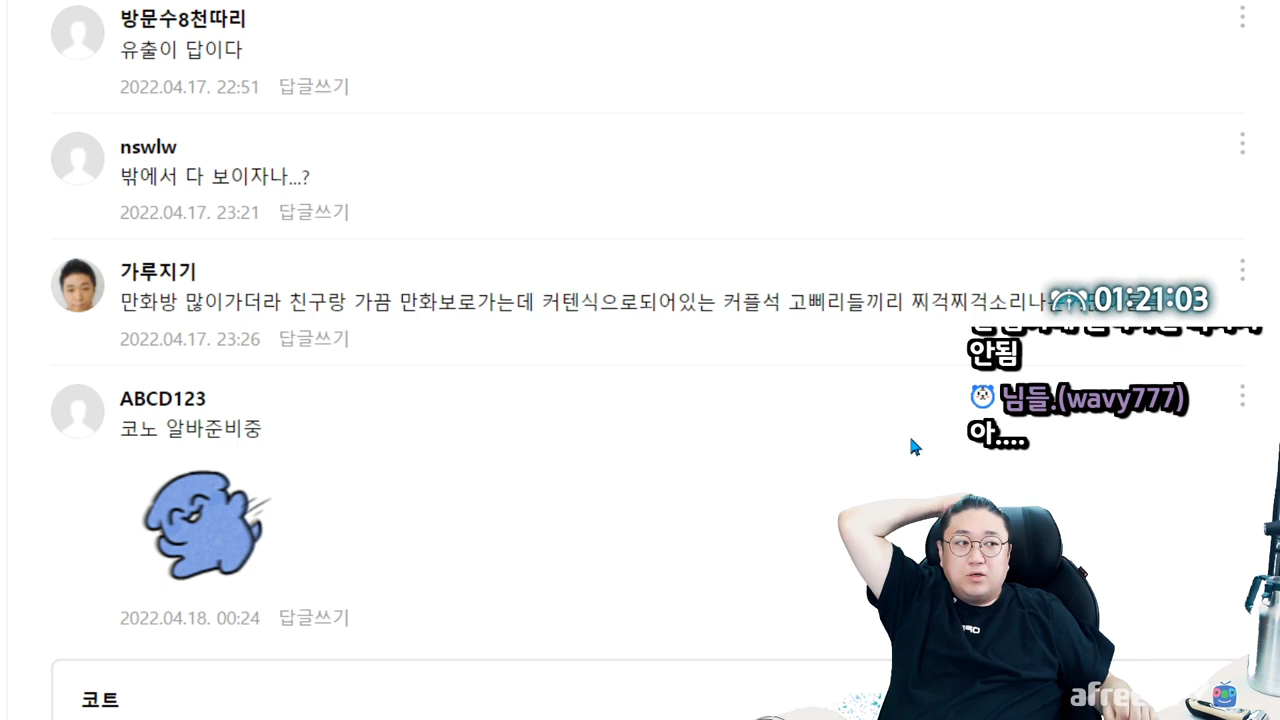 방문수8천따리
유출이 답이다
2022.04.17. 22:51 답글쓰기
nswlw
밖에서 다 보이자나...?
2022.04.17. 23:21 답글쓰기
가루지기
만화방 많이가더라 친구랑 가끔 만화보로가는데 커텐식으로되어있는 커플석 고삐리들끼리 찌걱찌걱소리나
01:21:03
2022.04.17. 23:26 답글쓰기
안됨
ABCD123
님들.(wavy777)
코노 알바준비중
아....
2022.04.18. 00:24 답글쓰기
코트